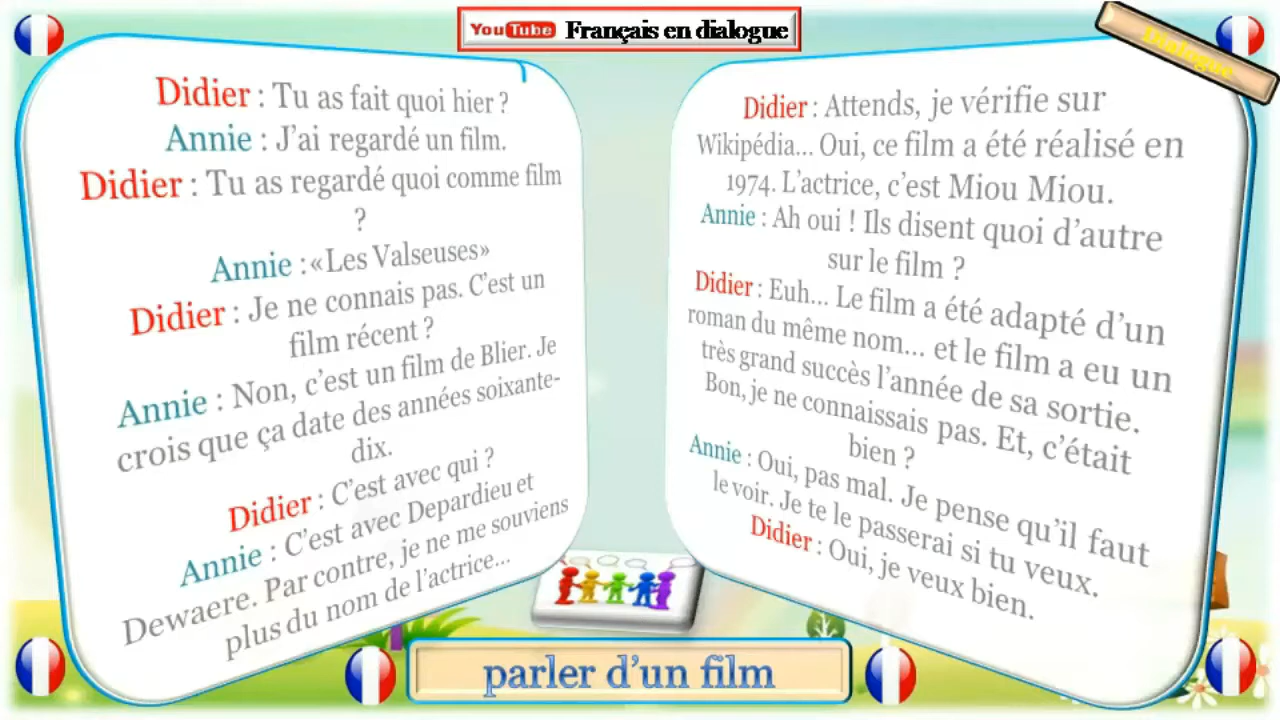 YouTube Français en dialogue
Dialogue
Didier : Tu as fait quoi hier ?
Annie : J’ai regardé un film.
Didier : Tu as regardé quoi comme film
?
Annie : «Les Valseuses»
Didier : Je ne connais pas. C’est un
film récent ?
Annie : Non, c’est un film de Blier. Je
crois que ça date des années soixante-
dix.
Didier : C’est avec qui ?
Annie : C’est avec Depardieu et
Dewaere. Par contre, je ne me souviens
plus du nom de l’actrice...
Didier : Attends, je vérifie sur
Wikipédia... Oui, ce film a été réalisé en
1974. L’actrice, c’est Miou Miou.
Annie : Ah oui ! Ils disent quoi d’autre
sur le film ?
Didier : Euh... Le film a été adapté d’un
roman du même nom... et le film a eu un
très grand succès l’année de sa sortie.
Bon, je ne connaissais pas. Et, c’était
bien ?
Annie : Oui, pas mal. Je pense qu’il faut
le voir. Je te le passerai si tu veux.
Didier : Oui, je veux bien.
parler d’un film